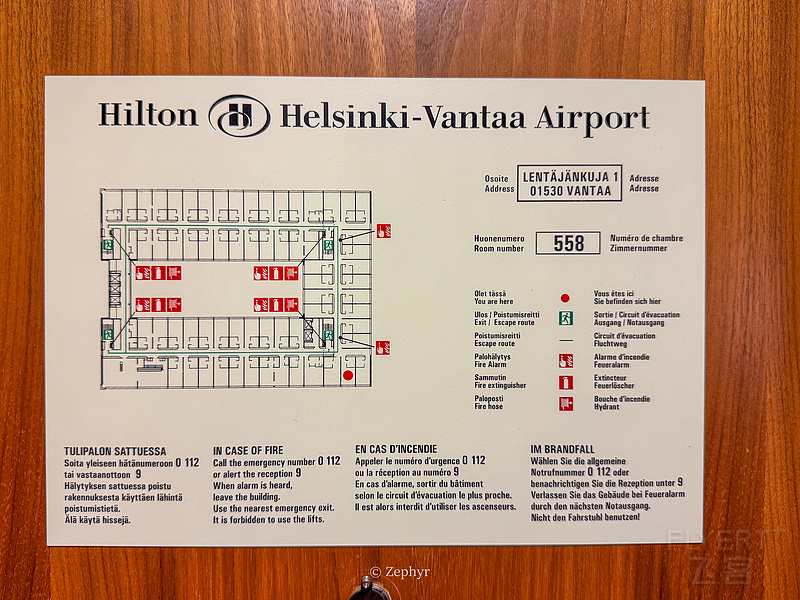 Hilton H Helsinki-Vantaa Airport
Osoite
Address
LENTÄJÄNKUJA 1
01530 VANTAA
Adresse
Adresse
Huonenumero
Room number
558
Numéro de chambre
Zimmernummer
Olet tässä
You are here
Vous êtes ici
Sie befinden sich hier
Ulos / Poistumisreitti
Exit / Escape route
Sortie / Circuit d'évacuation
Ausgang / Notausgang
Poistumisreitti
Escape route
Circuit d'évacuation
Fluchtweg
Palohälytys
Fire Alarm
Alarme d'incendie
Feueralarm
Sammutin
Fire extinguisher
Extincteur
Feuerlöscher
Paloposti
Fire hose
Bouche d'incendie
Hydrant
TULIPALON SATTUESSA
Soita yleiseen hätänumeroon 0 112
tai vastaanottoon 9
Hälytyksen sattuessa poistu
rakennuksesta käyttäen lähintä
poistumistietä.
Älä käytä hissejä.
IN CASE OF FIRE
Call the emergency number 0 112
or alert the reception 9
When alarm is heard,
leave the building.
Use the nearest emergency exit.
It is forbidden to use the lifts.
EN CAS D'INCENDIE
Appeler le numéro d'urgence 0 112
ou la réception au numéro 9
En cas d'alarme, sortir du bâtiment
selon le circuit d'évacuation le plus proche.
Il est alors interdit d'utiliser les ascenseurs.
IM BRANDFALL
Wählen Sie die allgemeine
Notrufnummer 0 112 oder
benachrichtigen Sie die Rezeption unter 9
Verlassen Sie das Gebäude bei Feueralarm
durch den nächsten Notausgang.
Nicht den Fahrstuhl benutzen!
© Zephyr